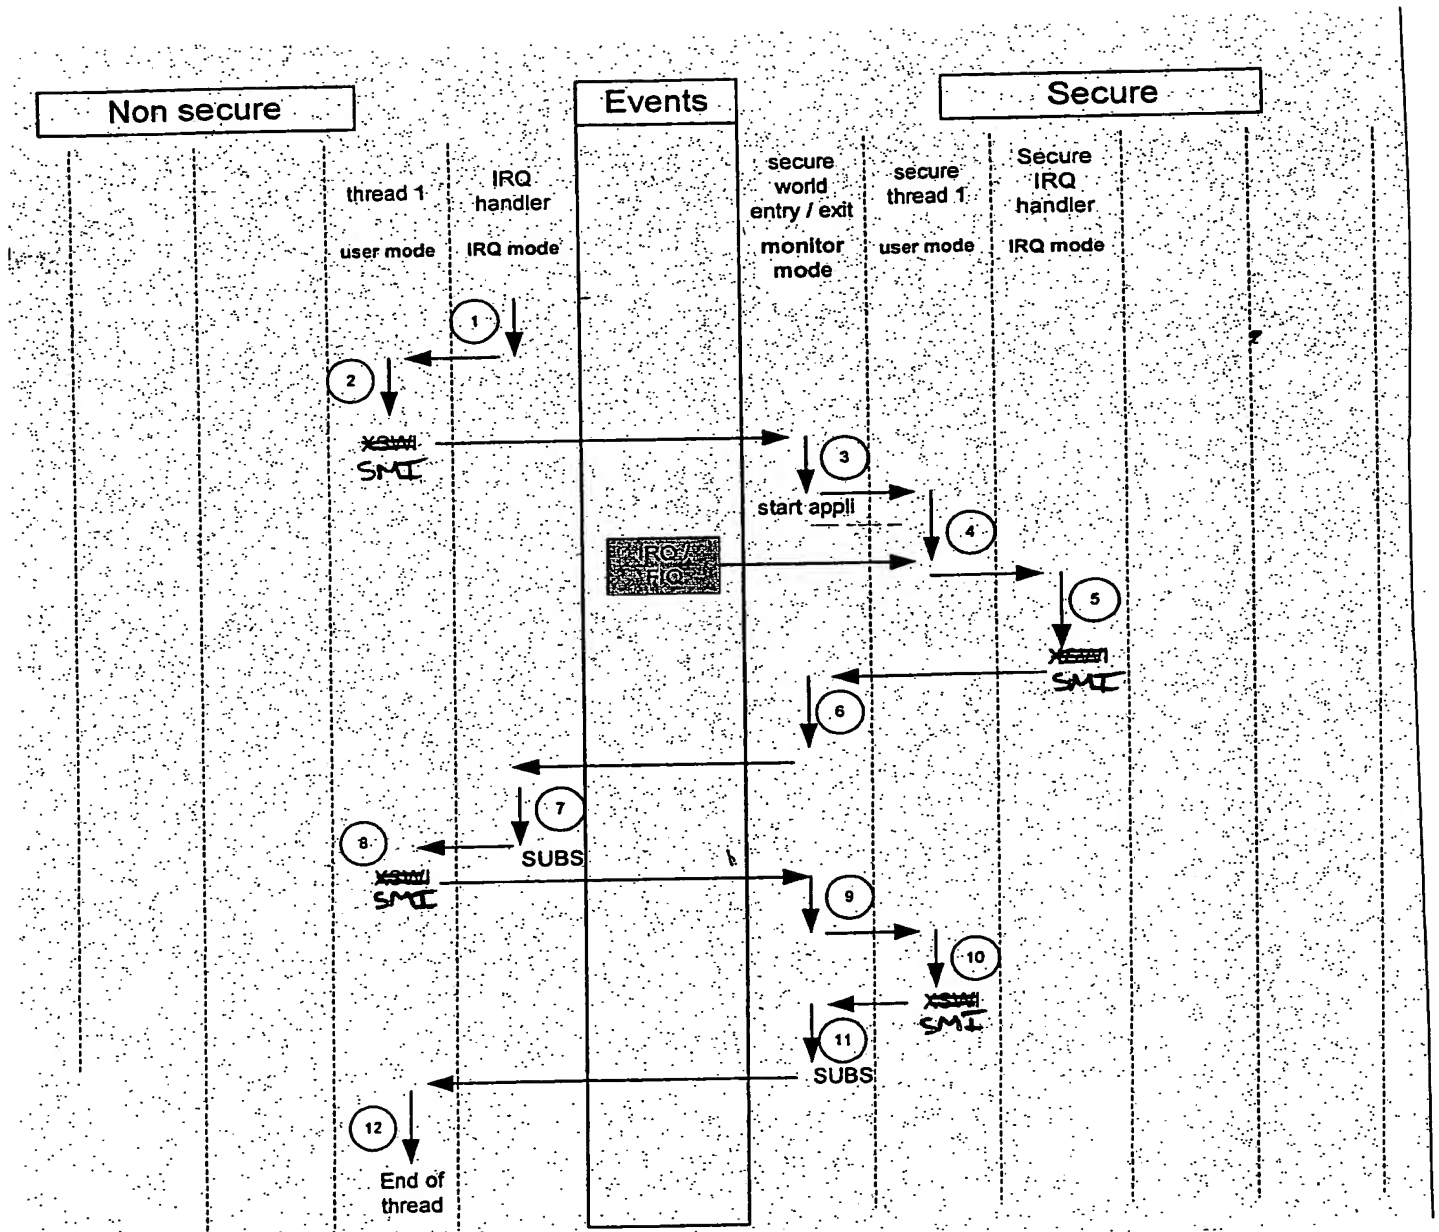 Non secure
Events
Secure
thread 1
user mode
IRQ
handler
IRQ mode
secure
world
entry / exit
monitor
mode
secure
thread 1
user mode
Secure
IRQ
handler
IRQ mode
1
2
XSWI
SMI
3
start appli
4
IRQ /
FIQ
5
XSWI
SMI
6
7
8
SUBS
XSWI
SMI
9
10
XSWI
SMI
11
SUBS
12
End of
thread